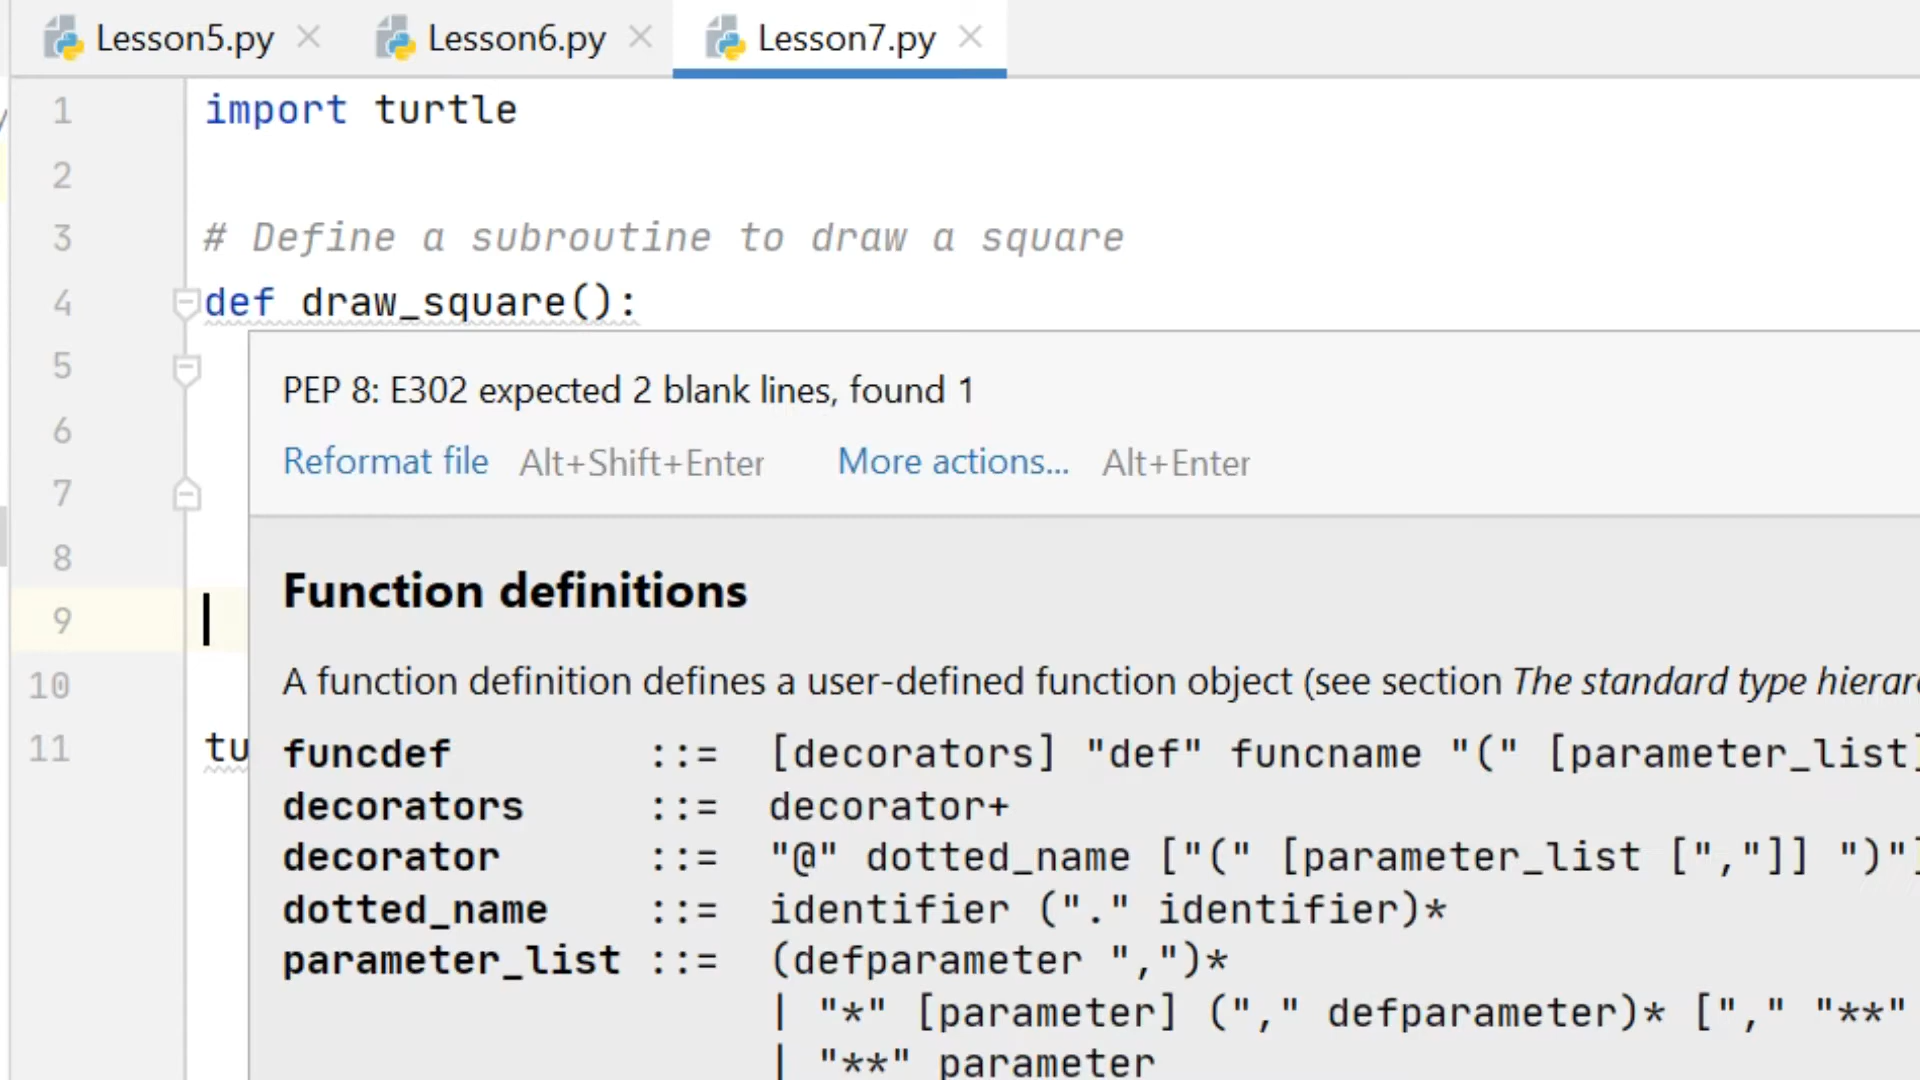 Lesson5.py Lesson6.py Lesson7.py
1 import turtle
2
3 # Define a subroutine to draw a square
4 def draw_square():
5
PEP 8: E302 expected 2 blank lines, found 1
6
Reformat file Alt+Shift+Enter More actions... Alt+Enter
7
8
Function definitions
9
10
A function definition defines a user-defined function object (see section The standard type
11 tu
funcdef ::= [decorators] "def" funcname "(" [parameter_list]
decorators ::= decorator+
decorator ::= "@" dotted_name ["(" [parameter_list [","]] ")"]
dotted_name ::= identifier ("." identifier)*
parameter_list ::= (defparameter ",")*
| "*" [parameter] ("," defparameter)* ["," "**"
| "**" parameter